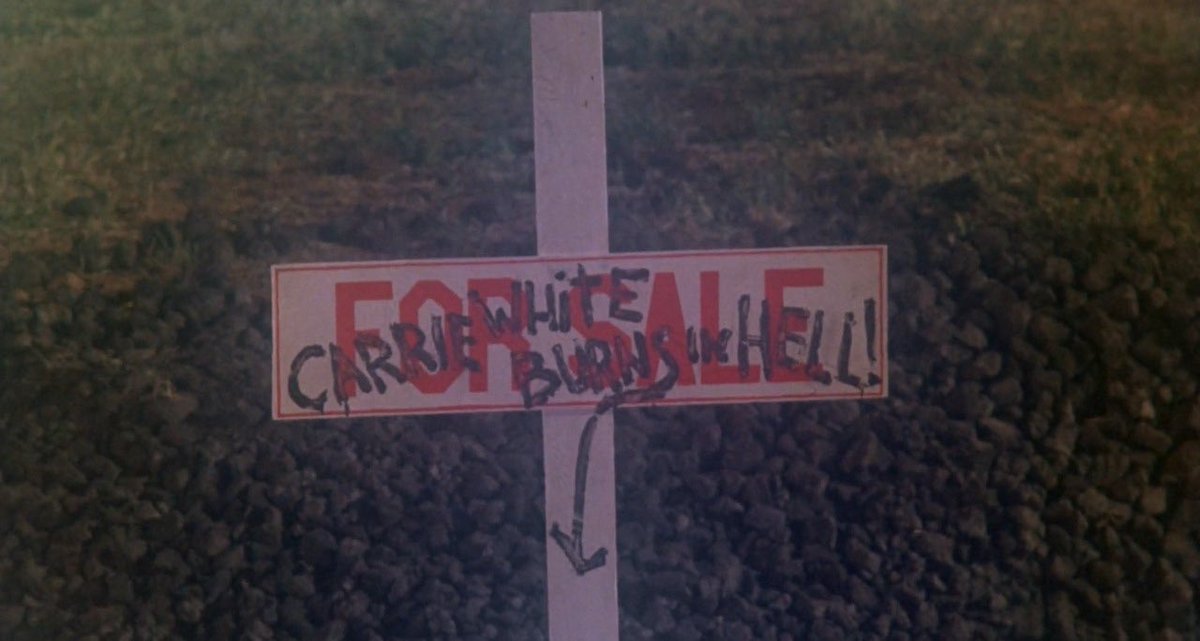 FOR SALE
CARRIE WHITE
BURNS IN HELL!